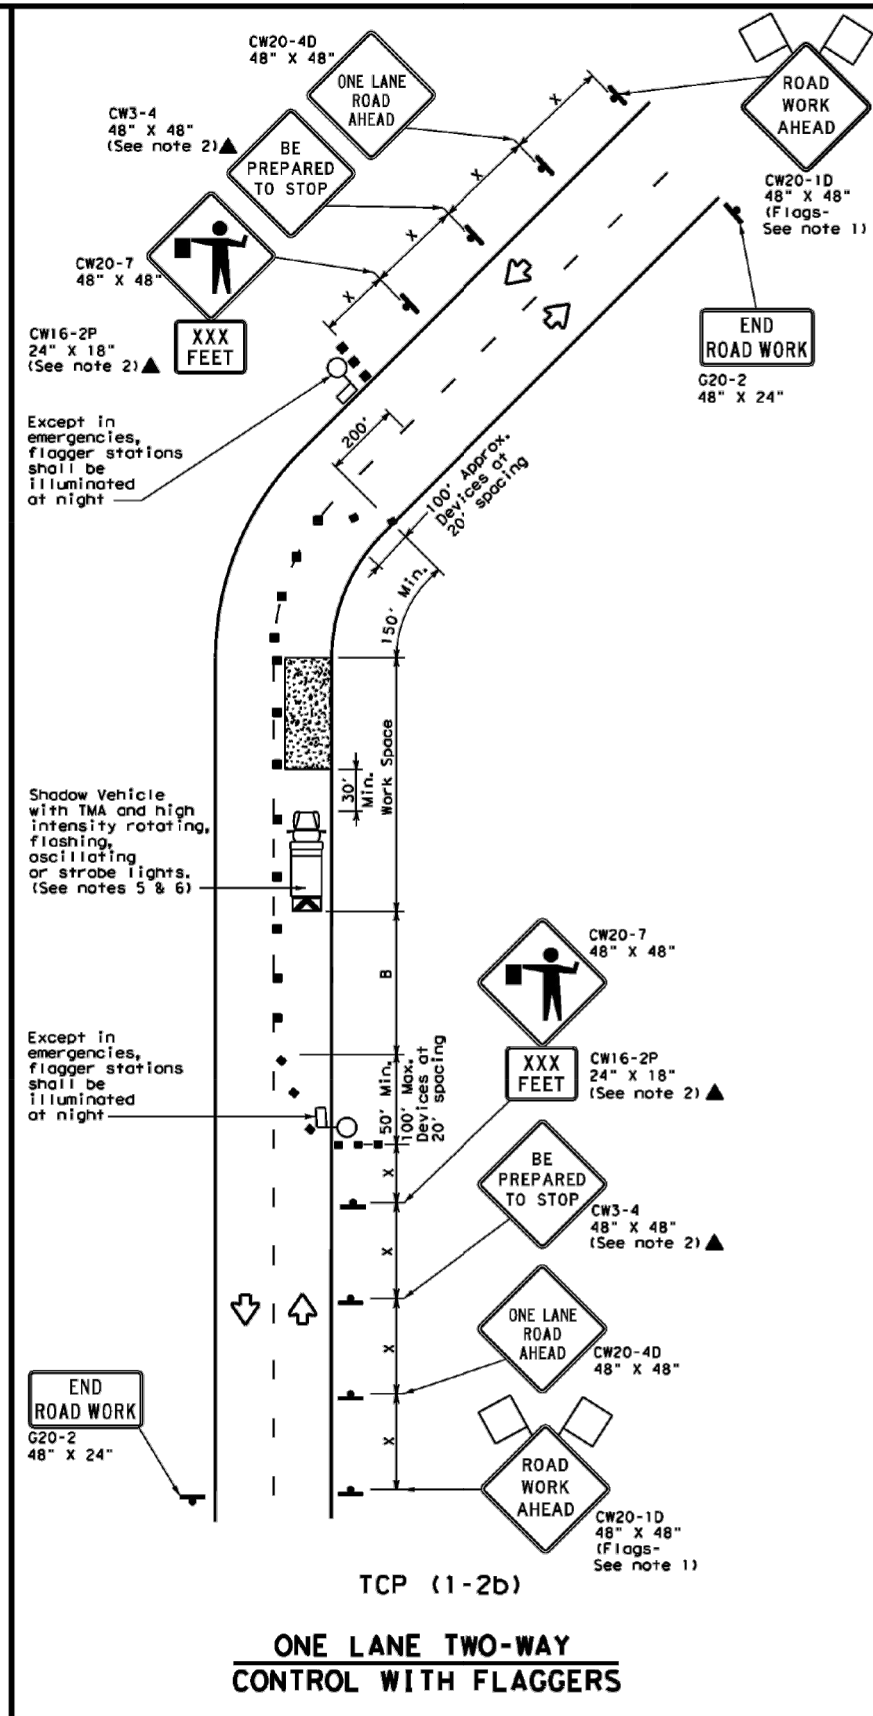 CW20-4D
48" X 48"
ONE LANE
ROAD
AHEAD
ROAD
WORK
AHEAD
CW3-4
48" X 48"
(See note 2)▲
BE
PREPARED
TO STOP
X
CW20-1D
48" X 48"
(Flags-
See note 1)
X
CW20-7
48" X 48"
X
X
CW16-2P
24" X 18"
(See note 2)▲
XXX
FEET
END
ROAD WORK
G20-2
48" X 24"
Except in
emergencies,
flagger stations
shall be
illuminated
at night
200'
100' Approx.
Devices at
20' spacing
150' Min.
Work Space
30'
Min.
Shadow Vehicle
with TMA and high
intensity rotating,
flashing,
oscillating
or strobe lights.
(See notes 5 & 6)
B
CW20-7
48" X 48"
Except in
emergencies,
flagger stations
shall be
illuminated
at night
50' Min.
100' Max.
Devices at
20' spacing
XXX
FEET
CW16-2P
24" X 18"
(See note 2)▲
X
BE
PREPARED
TO STOP
CW3-4
48" X 48"
(See note 2)▲
X
ONE LANE
ROAD
AHEAD
CW20-4D
48" X 48"
X
END
ROAD WORK
G20-2
48" X 24"
X
ROAD
WORK
AHEAD
CW20-1D
48" X 48"
(Flags-
See note 1)
TCP (1-2b)
ONE LANE TWO-WAY
CONTROL WITH FLAGGERS